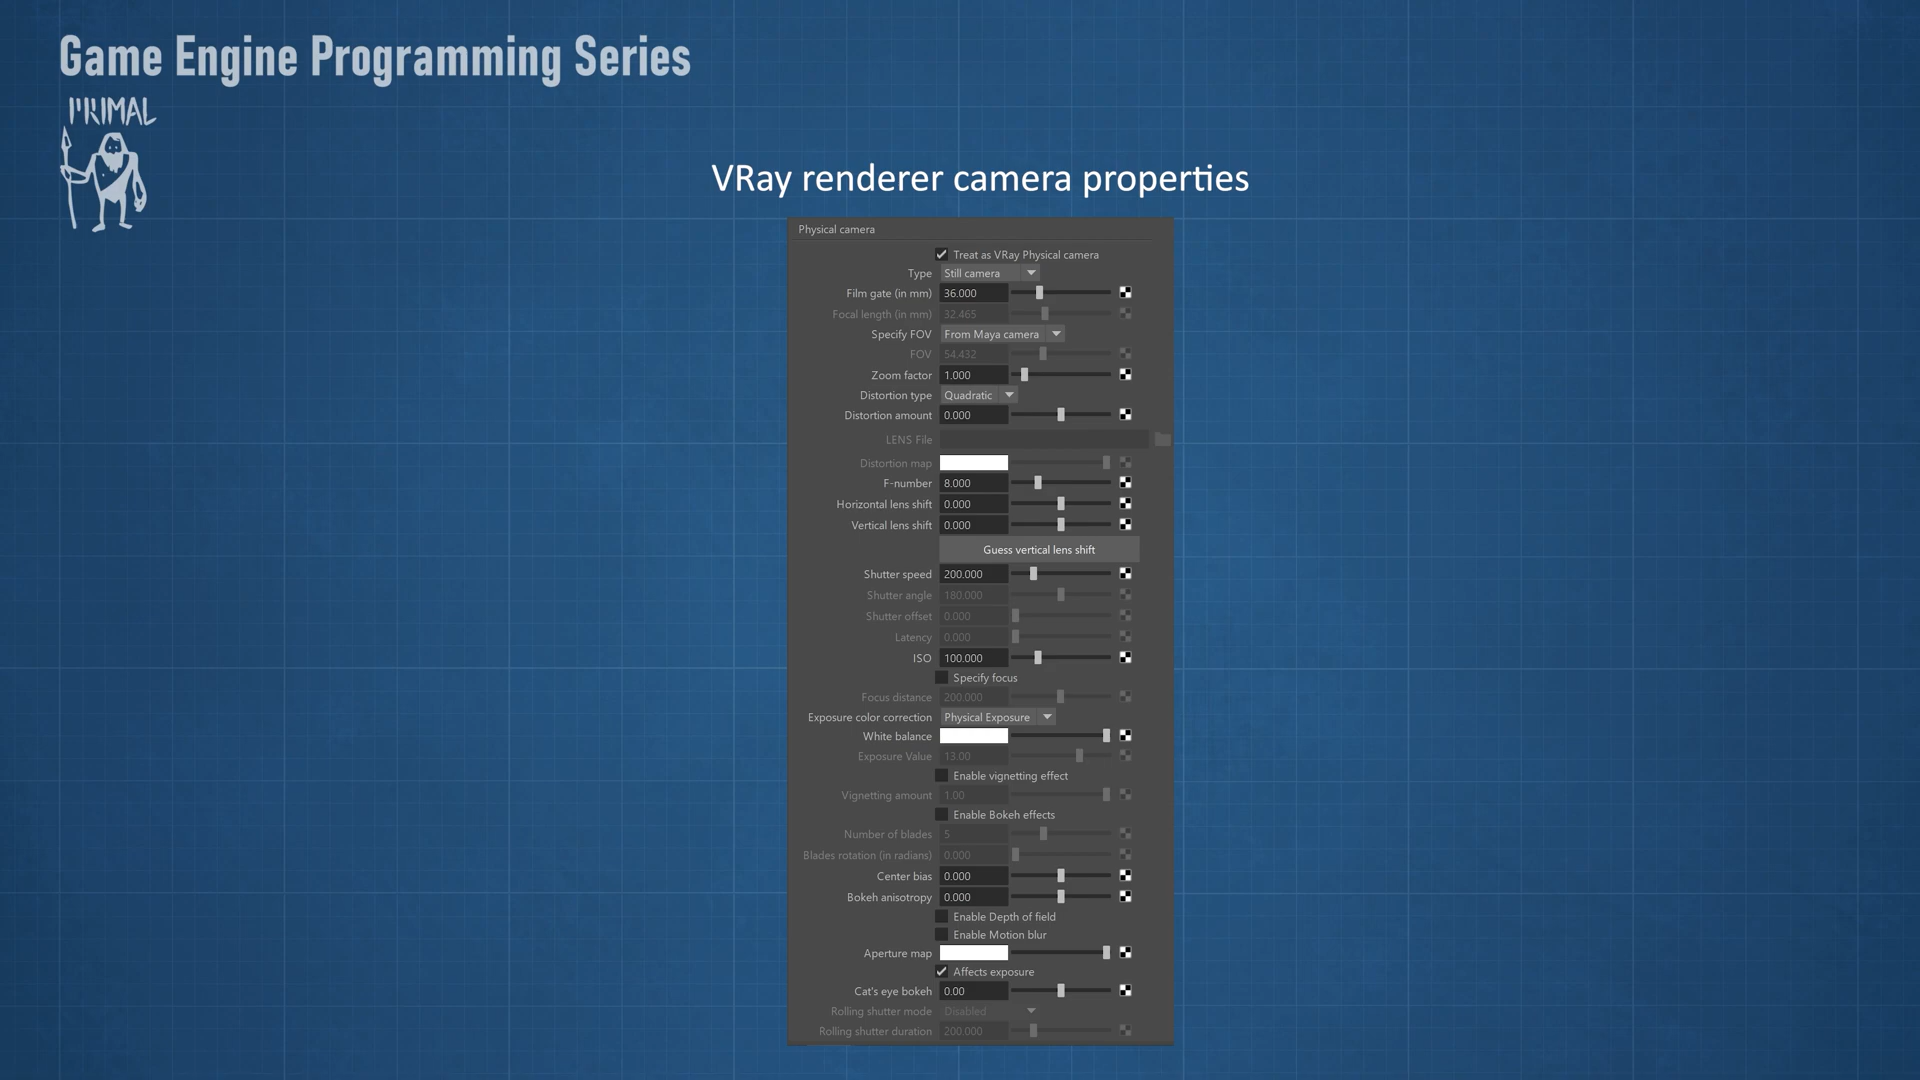 Game Engine Programming Series
PRIMAL
VRay renderer camera properties
Physical camera
Treat as VRay Physical camera
Type Still camera
Film gate (in mm) 36.000
Focal length (in mm) 32.465
Specify FOV From Maya camera
FOV 54.432
Zoom factor 1.000
Distortion type Quadratic
Distortion amount 0.000
LENS File
Distortion map
F-number 8.000
Horizontal lens shift 0.000
Vertical lens shift 0.000
Guess vertical lens shift
Shutter speed 200.000
Shutter angle 180.000
Shutter offset 0.000
Latency 0.000
ISO 100.000
Specify focus
Focus distance 200.000
Exposure color correction Physical Exposure
White balance
Exposure Value 13.00
Enable vignetting effect
Vignetting amount 1.00
Enable Bokeh effects
Number of blades 5
Blades rotation (in radians) 0.000
Center bias 0.000
Bokeh anisotropy 0.000
Enable Depth of field
Enable Motion blur
Aperture map
Affects exposure
Cat's eye bokeh 0.00
Rolling shutter mode Disabled
Rolling shutter duration 200.000